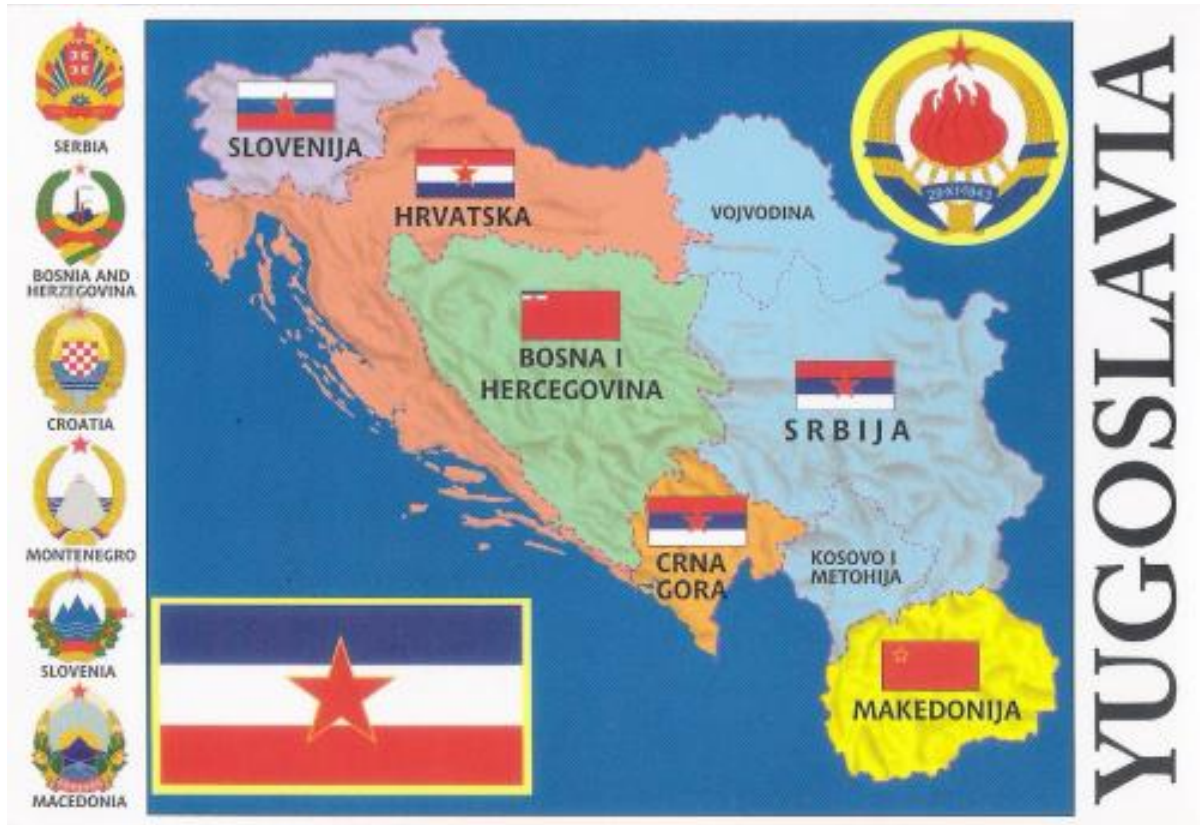 SERBIA
BOSNIA AND
HERZEGOVINA
CROATIA
MONTENEGRO
SLOVENIA
MACEDONIA
SLOVENIJA
HRVATSKA
VOJVODINA
BOSNA I
HERCEGOVINA
SRBIJA
CRNA
GORA
KOSOVO I
METOHIJA
MAKEDONIJA
29·XI·1943
YUGOSLAVIA